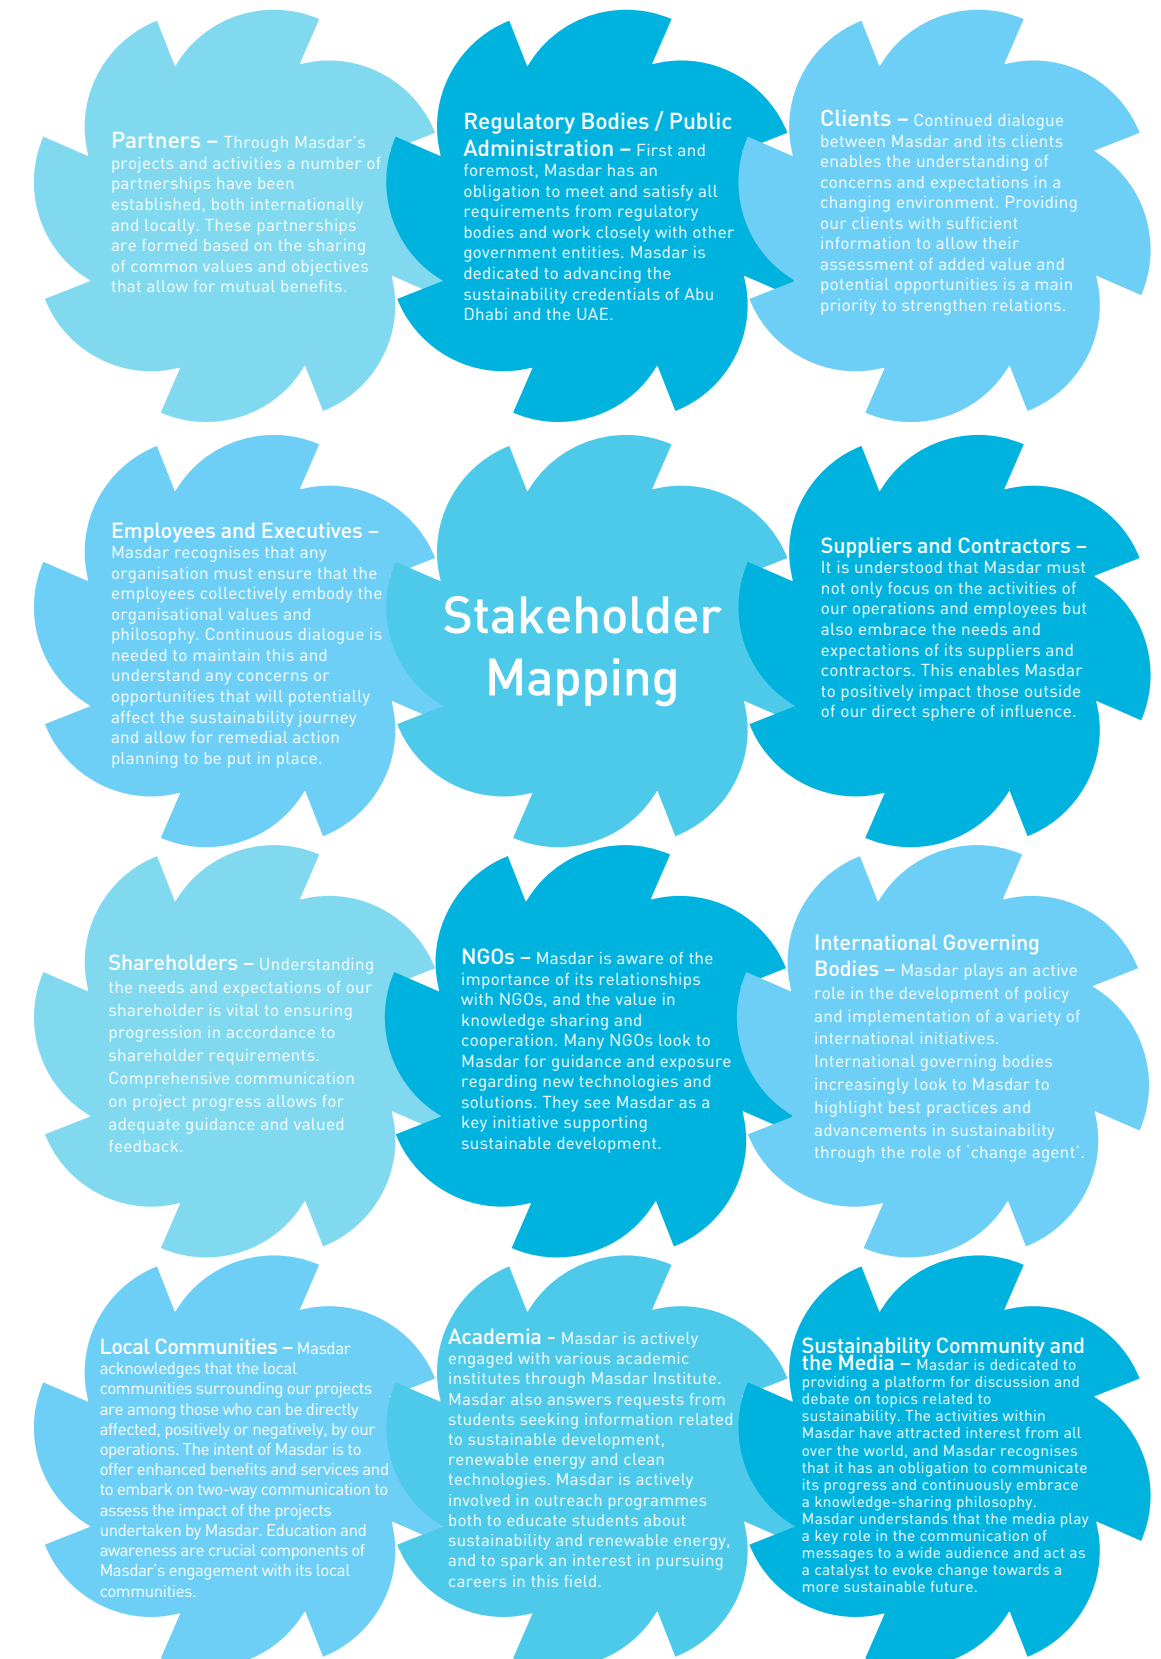 Partners – Through Masdar's
projects and activities a number of
partnerships have been
established, both internationally
and locally. These partnerships
are formed based on the sharing
of common values and objectives
that allow for mutual benefits.
Regulatory Bodies / Public
Administration – First and
foremost, Masdar has an
obligation to meet and satisfy all
requirements from regulatory
bodies and work closely with other
government entities. Masdar is
dedicated to advancing the
sustainability credentials of Abu
Dhabi and the UAE.
Clients – Continued dialogue
between Masdar and its clients
enables the understanding of
concerns and expectations in a
changing environment. Providing
our clients with sufficient
information to allow their
assessment of added value and
potential opportunities is a main
priority to strengthen relations.
Employees and Executives –
Masdar recognises that any
organisation must ensure that the
employees collectively embody the
organisational values and
philosophy. Continuous dialogue is
needed to maintain this and
understand any concerns or
opportunities that will potentially
affect the sustainability journey
and allow for remedial action
planning to be put in place.
Stakeholder
Mapping
Suppliers and Contractors –
It is understood that Masdar must
not only focus on the activities of
our operations and employees but
also embrace the needs and
expectations of its suppliers and
contractors. This enables Masdar
to positively impact those outside
of our direct sphere of influence.
Shareholders – Understanding
the needs and expectations of our
shareholder is vital to ensuring
progression in accordance to
shareholder requirements.
Comprehensive communication
on project progress allows for
adequate guidance and valued
feedback.
NGOs – Masdar is aware of the
importance of its relationships
with NGOs, and the value in
knowledge sharing and
cooperation. Many NGOs look to
Masdar for guidance and exposure
regarding new technologies and
solutions. They see Masdar as a
key initiative supporting
sustainable development.
International Governing
Bodies – Masdar plays an active
role in the development of policy
and implementation of a variety of
international initiatives.
International governing bodies
increasingly look to Masdar to
highlight best practices and
advancements in sustainability
through the role of 'change agent'.
Local Communities – Masdar
acknowledges that the local
communities surrounding our projects
are among those who can be directly
affected, positively or negatively, by our
operations. The intent of Masdar is to
offer enhanced benefits and services and
to embark on two-way communication to
assess the impact of the projects
undertaken by Masdar. Education and
awareness are crucial components of
Masdar's engagement with its local
communities.
Academia - Masdar is actively
engaged with various academic
institutes through Masdar Institute.
Masdar also answers requests from
students seeking information related
to sustainable development,
renewable energy and clean
technologies. Masdar is actively
involved in outreach programmes
both to educate students about
sustainability and renewable energy,
and to spark an interest in pursuing
careers in this field.
Sustainability Community and
the Media – Masdar is dedicated to
providing a platform for discussion and
debate on topics related to
sustainability. The activities within
Masdar have attracted interest from all
over the world, and Masdar recognises
that it has an obligation to communicate
its progress and continuously embrace
a knowledge-sharing philosophy.
Masdar understands that the media play
a key role in the communication of
messages to a wide audience and act as
a catalyst to evoke change towards a
more sustainable future.